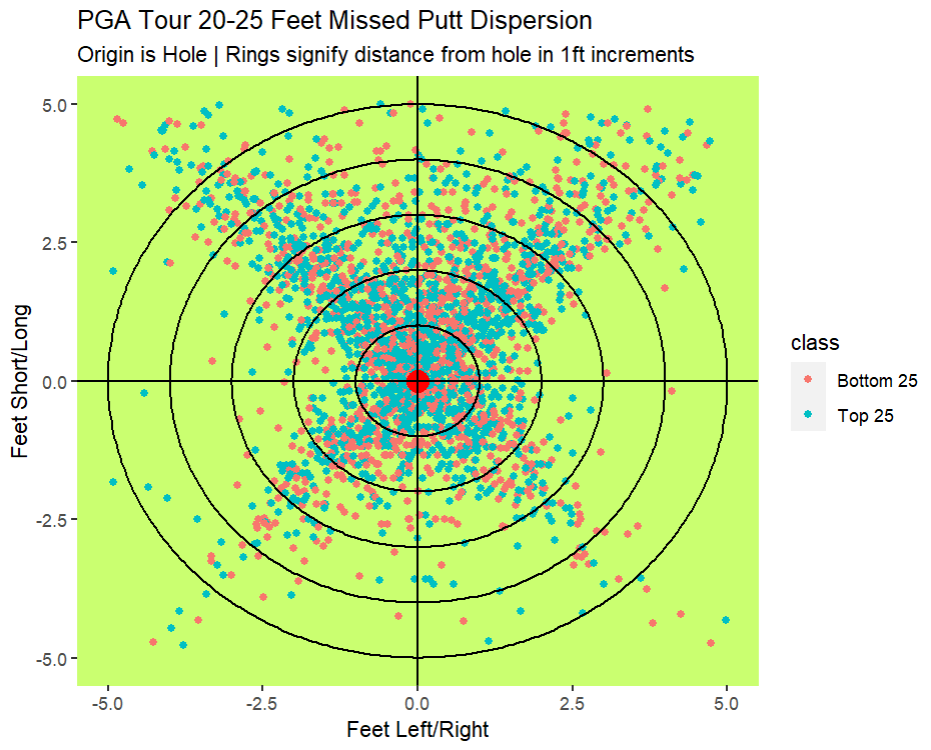 PGA Tour 20-25 Feet Missed Putt Dispersion
Origin is Hole | Rings signify distance from hole in 1ft increments
Feet Short/Long
5.0
2.5
0.0
-2.5
-5.0
-5.0
-2.5
0.0
2.5
5.0
Feet Left/Right
class
Bottom 25
Top 25